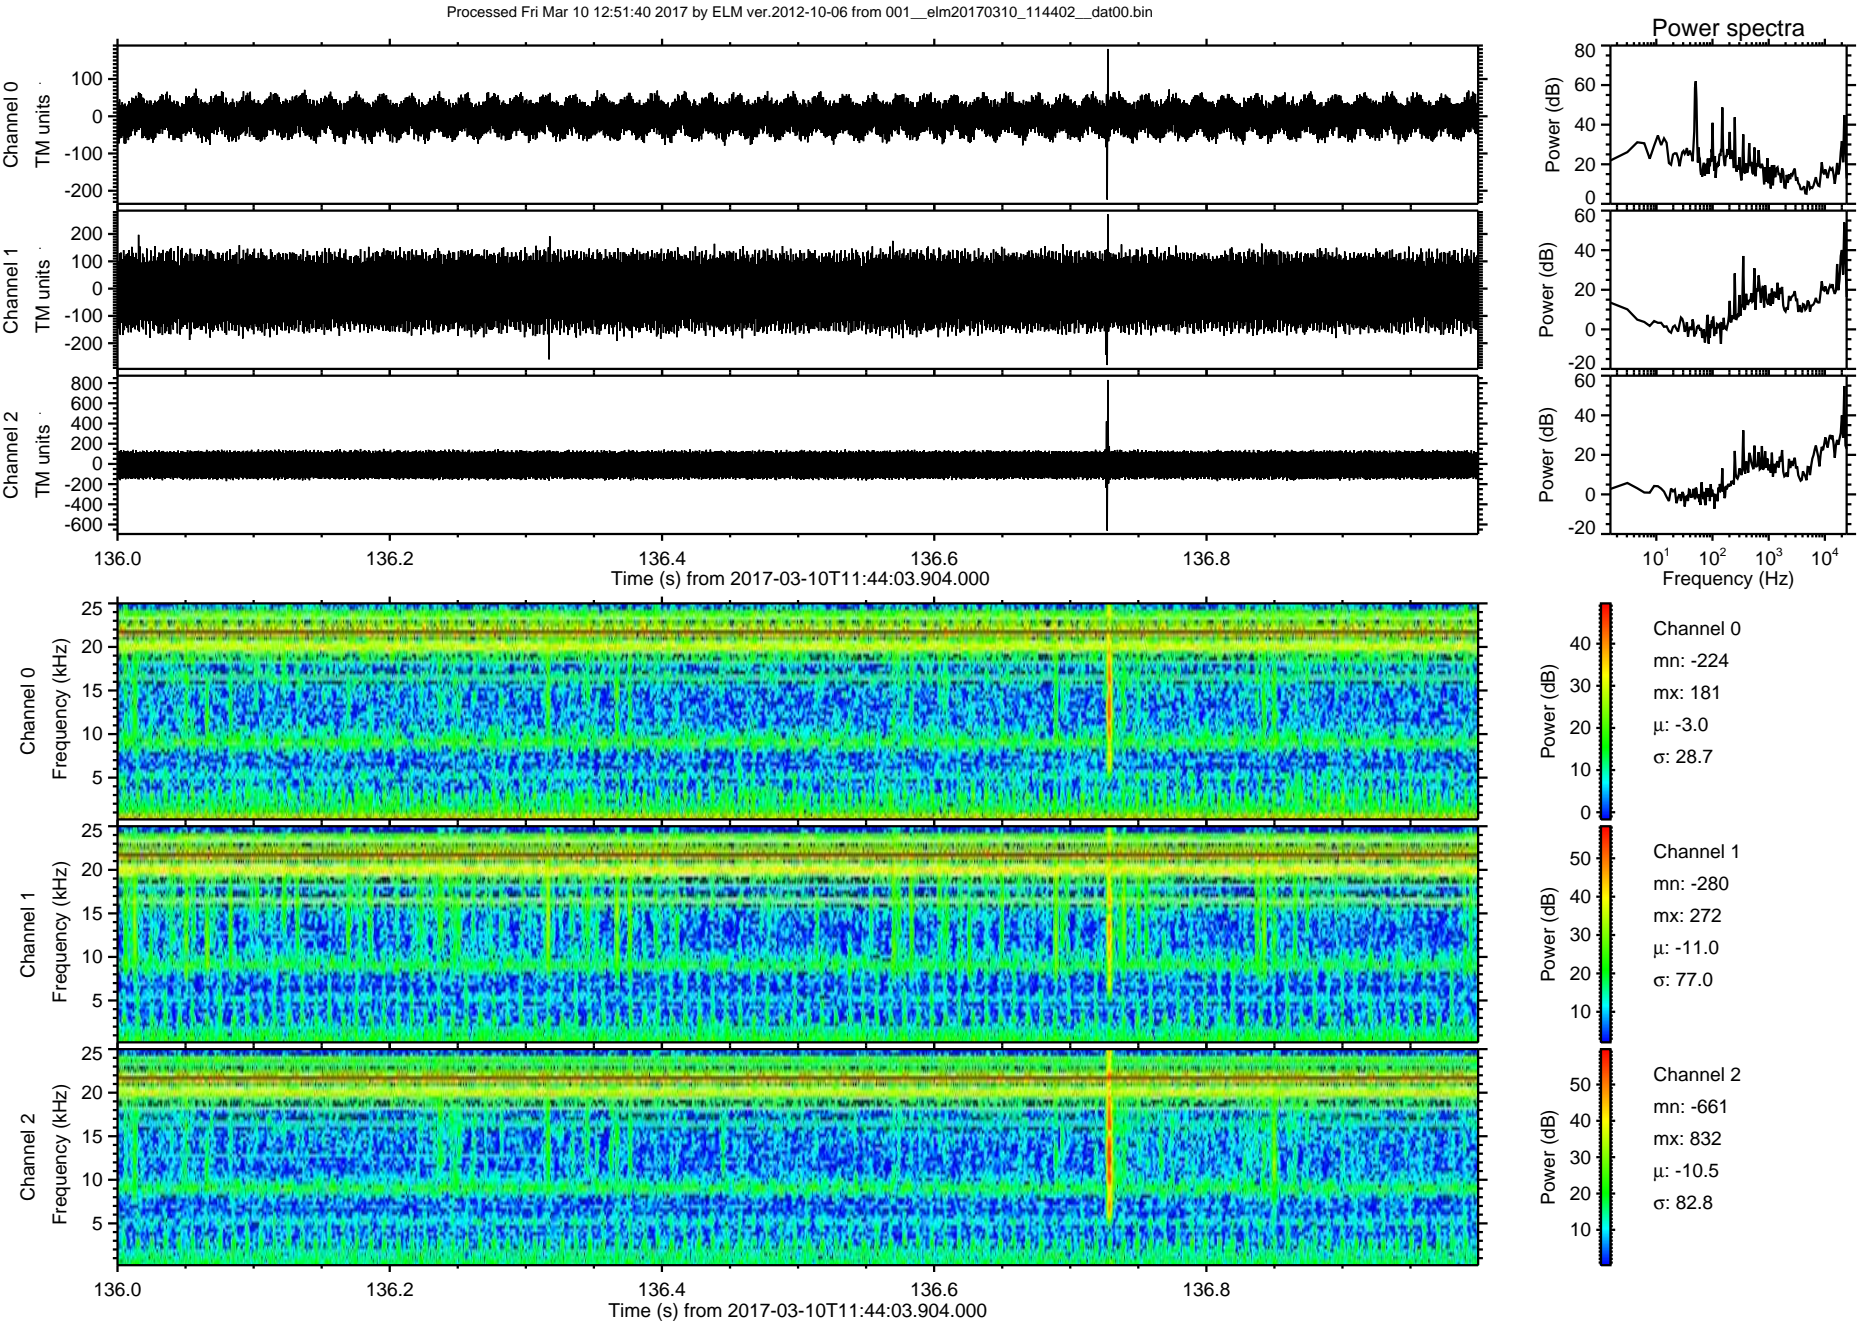 Processed Fri Mar 10 12:51:40 2017 by ELM ver.2012-10-06 from 001__elm20170310_114402__dat00.bin
Power spectra
Channel 0
TM units
100
0
-100
-200
Power (dB)
80
60
40
20
0
Channel 1
TM units
200
100
0
-100
-200
Power (dB)
60
40
20
0
-20
Channel 2
TM units
800
600
400
200
0
-200
-400
-600
Power (dB)
60
40
20
0
-20
136.0 136.2 136.4 136.6 136.8
Time (s) from 2017-03-10T11:44:03.904.000
10^1 10^2 10^3 10^4
Frequency (Hz)
Channel 0
Frequency (kHz)
25
20
15
10
5
Power (dB)
40
30
20
10
0
Channel 0
mn: -224
mx: 181
μ: -3.0
σ: 28.7
Channel 1
Frequency (kHz)
25
20
15
10
5
Power (dB)
50
40
30
20
10
Channel 1
mn: -280
mx: 272
μ: -11.0
σ: 77.0
Channel 2
Frequency (kHz)
25
20
15
10
5
Power (dB)
50
40
30
20
10
Channel 2
mn: -661
mx: 832
μ: -10.5
σ: 82.8
136.0 136.2 136.4 136.6 136.8
Time (s) from 2017-03-10T11:44:03.904.000